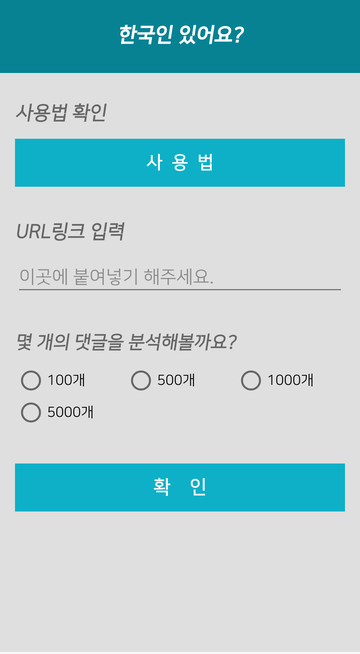 한국인 있어요?
사용법 확인
사 용 법
URL링크 입력
이곳에 붙여넣기 해주세요.
몇 개의 댓글을 분석해볼까요?
100개 500개 1000개
5000개
확 인